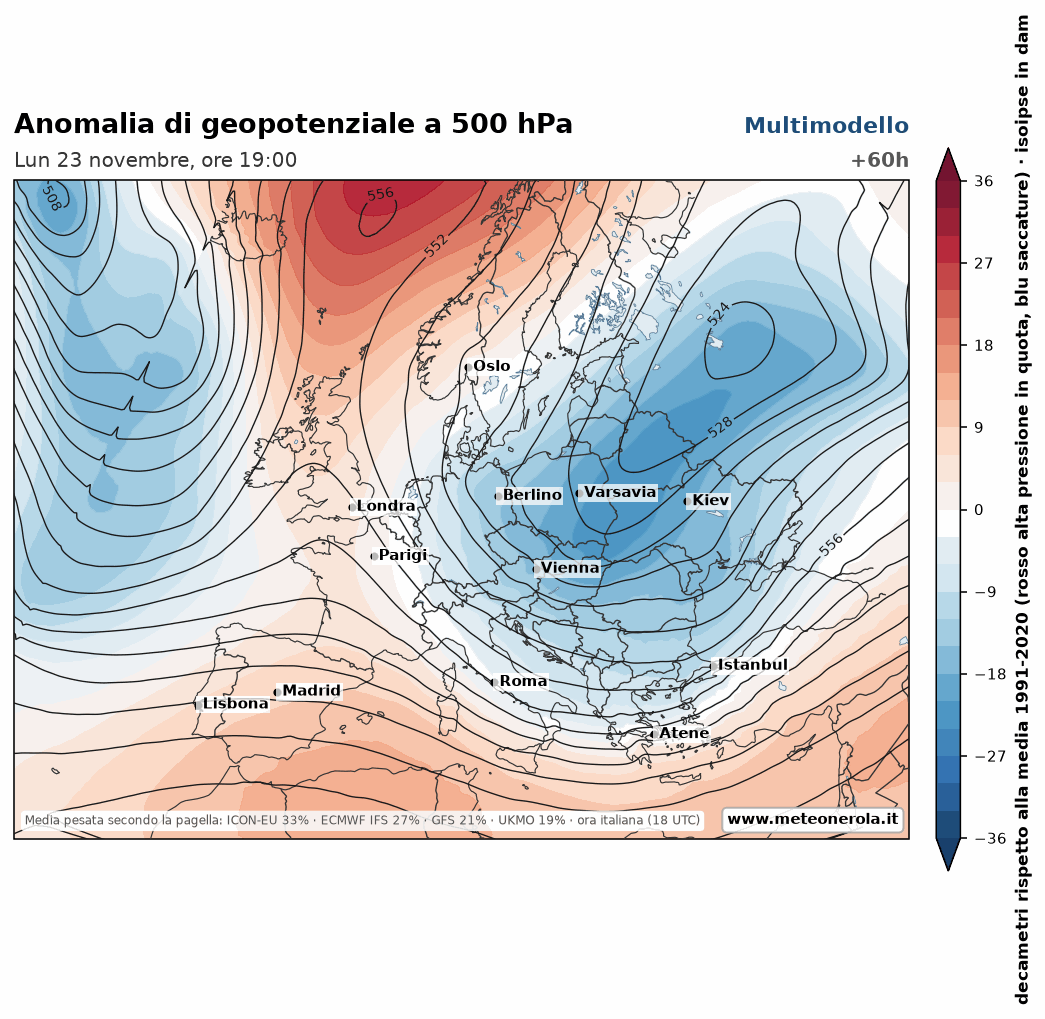 Anomalia di geopotenziale a 500 hPa
Multimodello
Lun 23 novembre, ore 19:00
+60h
508
556
552
524
528
556
Oslo
Berlino
Varsavia
Kiev
Londra
Parigi
Vienna
Istanbul
Roma
Madrid
Lisbona
Atene
Media pesata secondo la pagella: ICON-EU 33% · ECMWF IFS 27% · GFS 21% · UKMO 19% · ora italiana (18 UTC)
www.meteonerola.it
36
27
18
9
0
−9
−18
−27
−36
decametri rispetto alla media 1991-2020 (rosso alta pressione in quota, blu saccature) · isoipse in dam